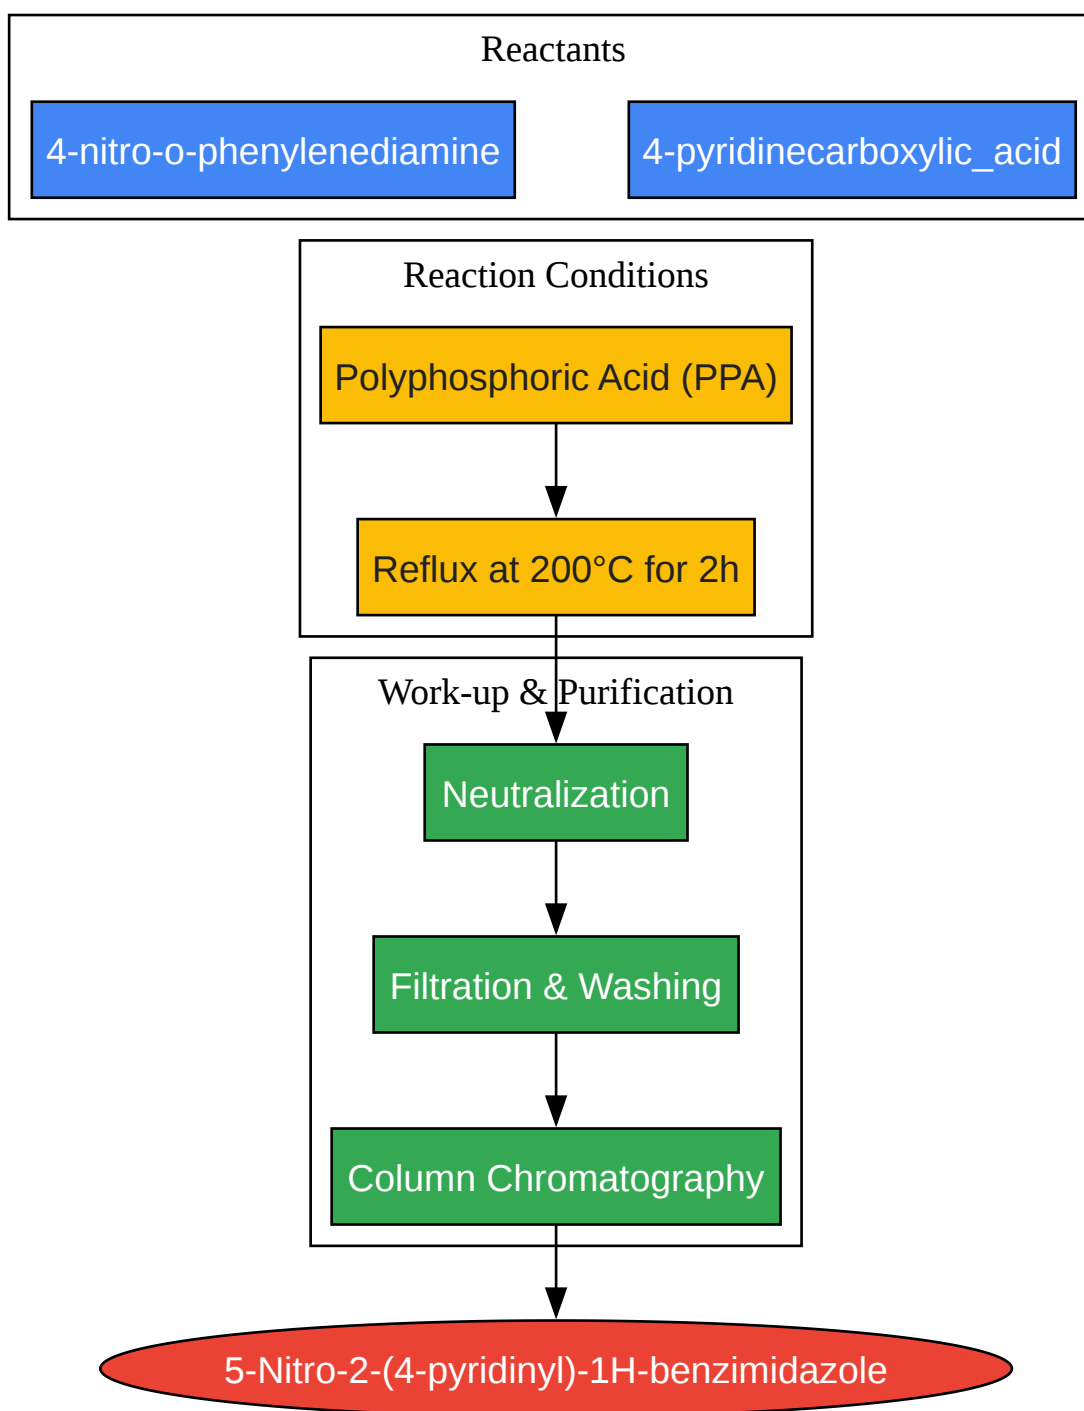 Reactants
4-nitro-o-phenylenediamine
4-pyridinecarboxylic_acid
Reaction Conditions
Polyphosphoric Acid (PPA)
Reflux at 200°C for 2h
Work-up & Purification
Neutralization
Filtration & Washing
Column Chromatography
5-Nitro-2-(4-pyridinyl)-1H-benzimidazole